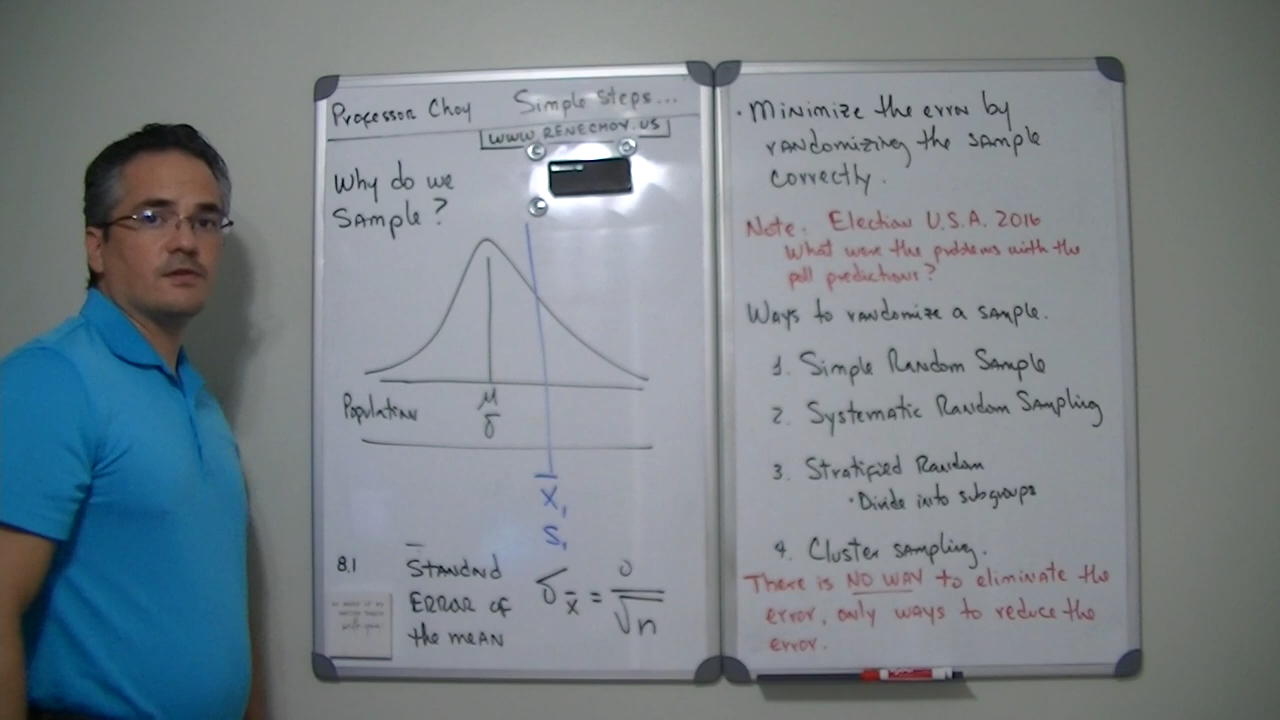 Professor Choy Simple Steps...
WWW.RENECHOY.US
Why do we
SAMPLE?
Population
μ
σ
x̄₁
S₁
8.1
STANDARD
ERROR OF
the MEAN
σx̄ = σ/√n
• MINIMIZE the error by
randomizing the sample
correctly.
Note. Election U.S.A. 2016
What were the problems with the
poll predictions?
Ways to randomize a sample.
1. Simple Random Sample
2. Systematic Random Sampling
3. Stratified Random
• Divide into subgroups
4. Cluster sampling.
There is NO WAY to eliminate the
error, only ways to reduce the
error.